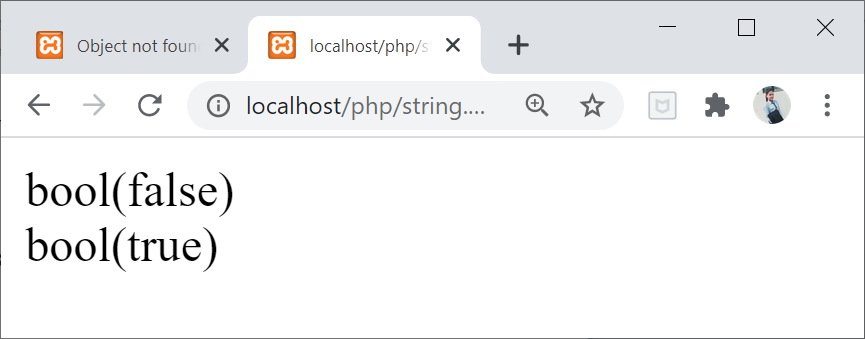 Object not foun
localhost/php/s
localhost/php/string....
bool(false)
bool(true)